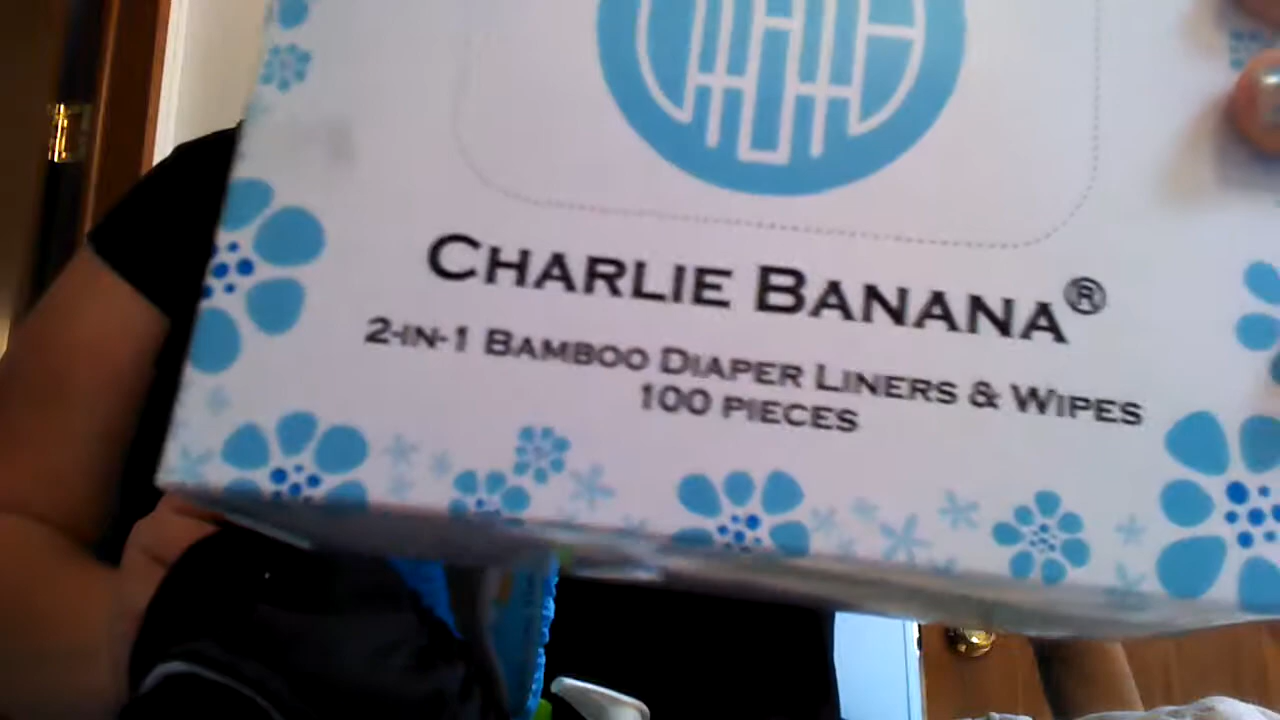 CHARLIE BANANA®
2-IN-1 BAMBOO DIAPER LINERS & WIPES
100 PIECES